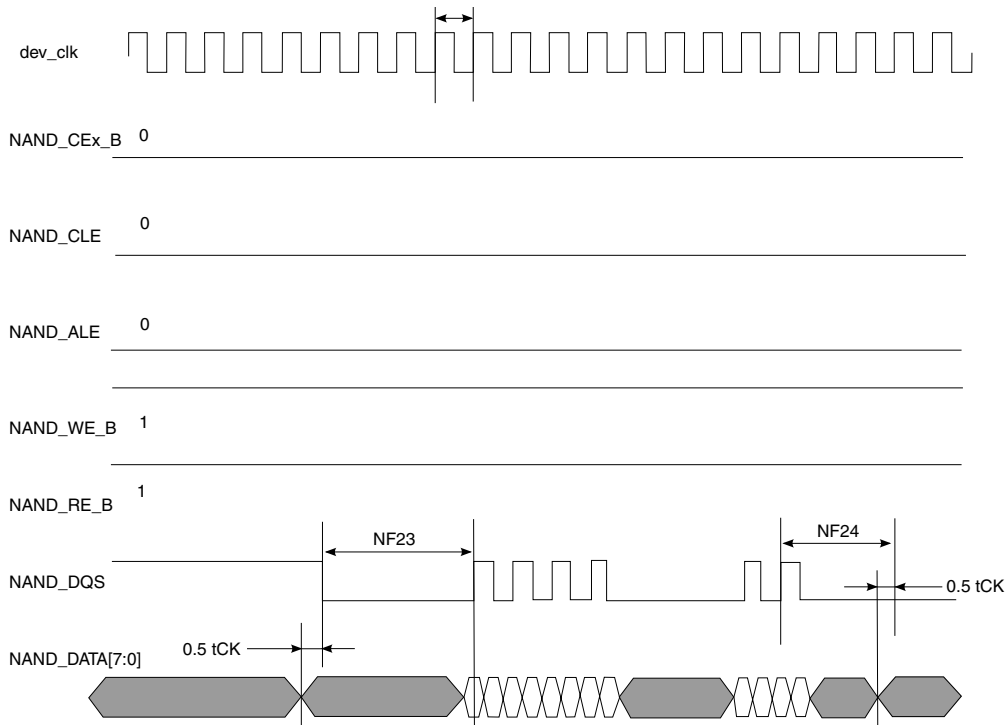 dev_clk
NAND_CEx_B 0
NAND_CLE 0
NAND_ALE 0
NAND_WE_B 1
NAND_RE_B 1
NF23
NF24
NAND_DQS
0.5 tCK
0.5 tCK
NAND_DATA[7:0]